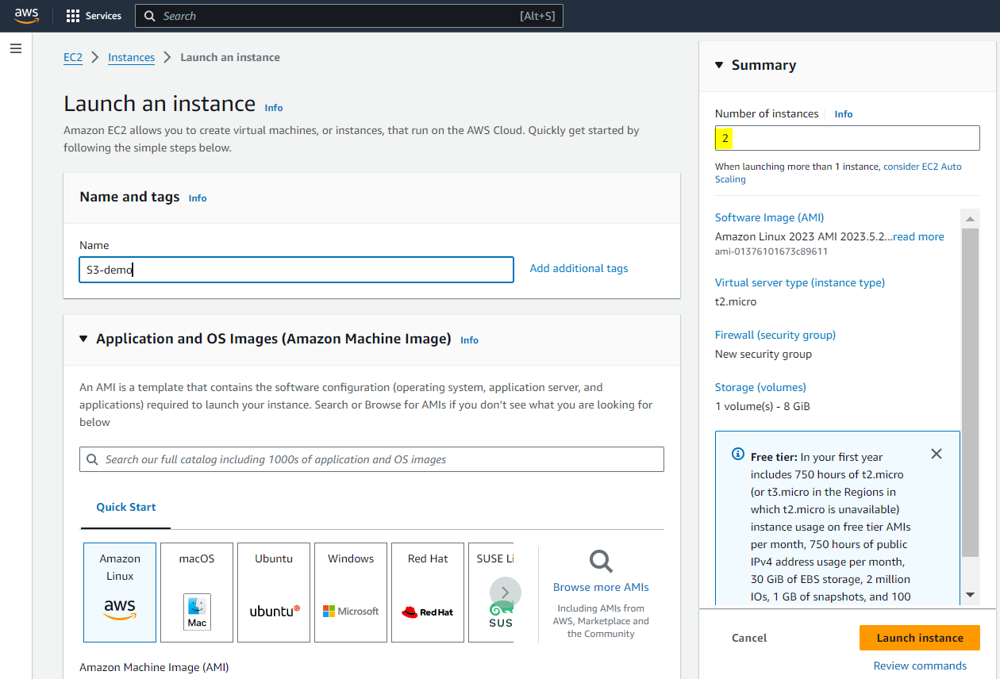 aws
Services
Search
[Alt+S]
EC2
Instances
Launch an instance
Launch an instance Info
Amazon EC2 allows you to create virtual machines, or instances, that run on the AWS Cloud. Quickly get started by
following the simple steps below.
Name and tags Info
Name
S3-demo
Add additional tags
Application and OS Images (Amazon Machine Image) Info
An AMI is a template that contains the software configuration (operating system, application server, and
applications) required to launch your instance. Search or Browse for AMIs if you don’t see what you are looking for
below
Search our full catalog including 1000s of application and OS images
Quick Start
Amazon
Linux
aws
macOS
Mac
Ubuntu
ubuntu
Windows
Microsoft
Red Hat
Red Hat
SUSE Li
SUS
Browse more AMIs
Including AMIs from
AWS, Marketplace and
the Community
Amazon Machine Image (AMI)
Summary
Number of instances Info
2
When launching more than 1 instance, consider EC2 Auto
Scaling
Software Image (AMI)
Amazon Linux 2023 AMI 2023.5.2...read more
ami-01376101673c89611
Virtual server type (instance type)
t2.micro
Firewall (security group)
New security group
Storage (volumes)
1 volume(s) - 8 GiB
Free tier: In your first year
includes 750 hours of t2.micro
(or t3.micro in the Regions in
which t2.micro is unavailable)
instance usage on free tier AMIs
per month, 750 hours of public
IPv4 address usage per month,
30 GiB of EBS storage, 2 million
IOs, 1 GB of snapshots, and 100
Cancel
Launch instance
Review commands